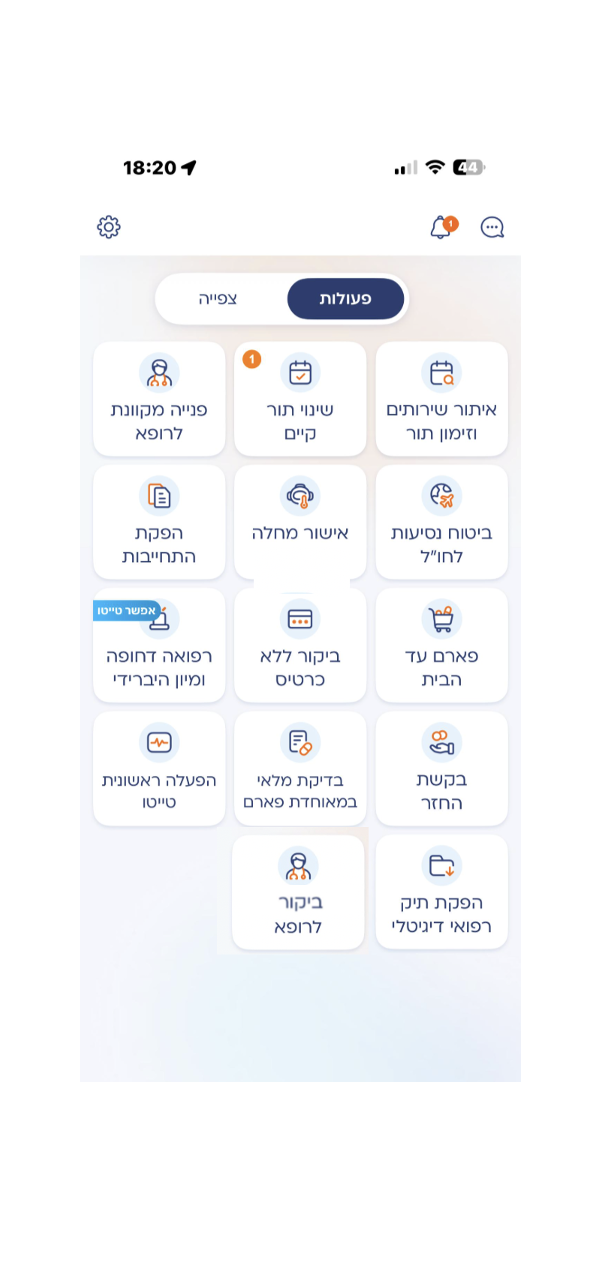 18:20
44
1
פעולות
צפייה
איתור שירותים
וזימון תור
1
שינוי תור
קיים
פנייה מקוונת
לרופא
ביטוח נסיעות
לחו"ל
אישור מחלה
הפקת
התחייבות
פארם עד
הבית
ביקור ללא
כרטיס
אפשר טייטו
רפואה דחופה
ומיון היברידי
בקשת
החזר
בדיקת מלאי
במאוחדת פארם
הפעלה ראשונית
טייטו
הפקת תיק
רפואי דיגיטלי
ביקור
לרופא